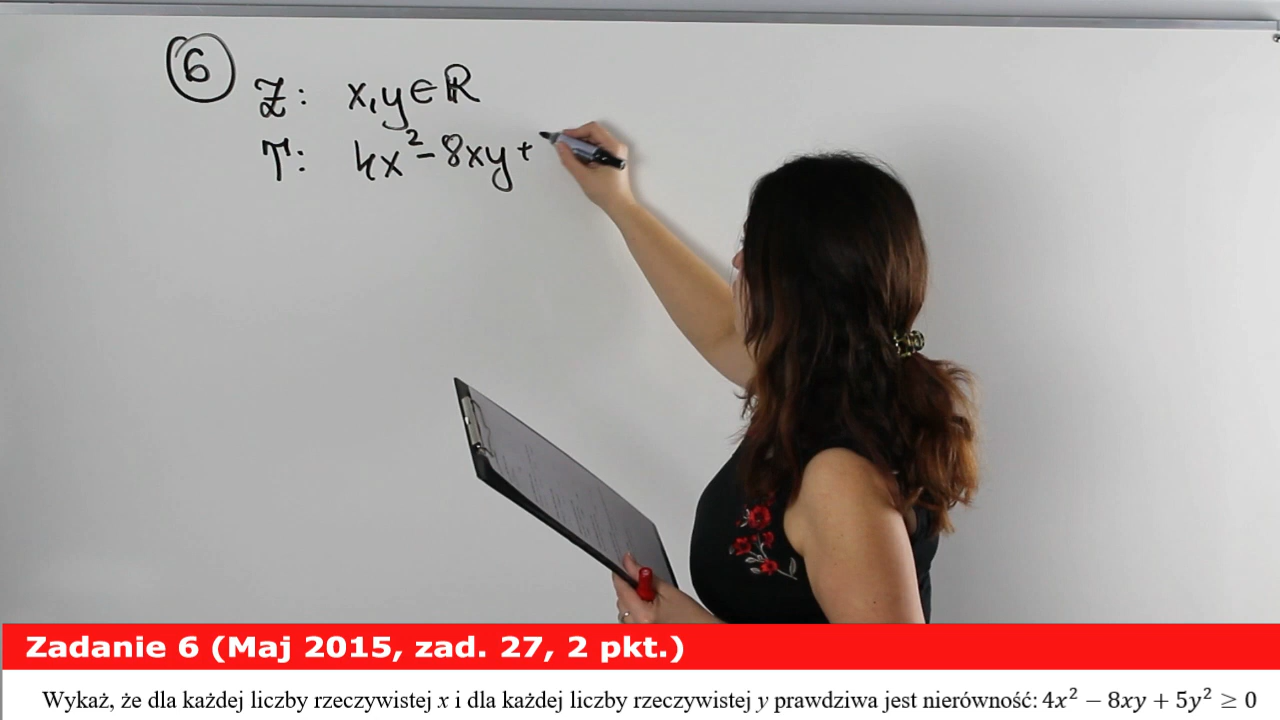 6
Z: x, y ∈ ℝ
T: 4x² - 8xy +
Zadanie 6 (Maj 2015, zad. 27, 2 pkt.)
Wykaż, że dla każdej liczby rzeczywistej x i dla każdej liczby rzeczywistej y prawdziwa jest nierówność: 4x² − 8xy + 5y² ≥ 0